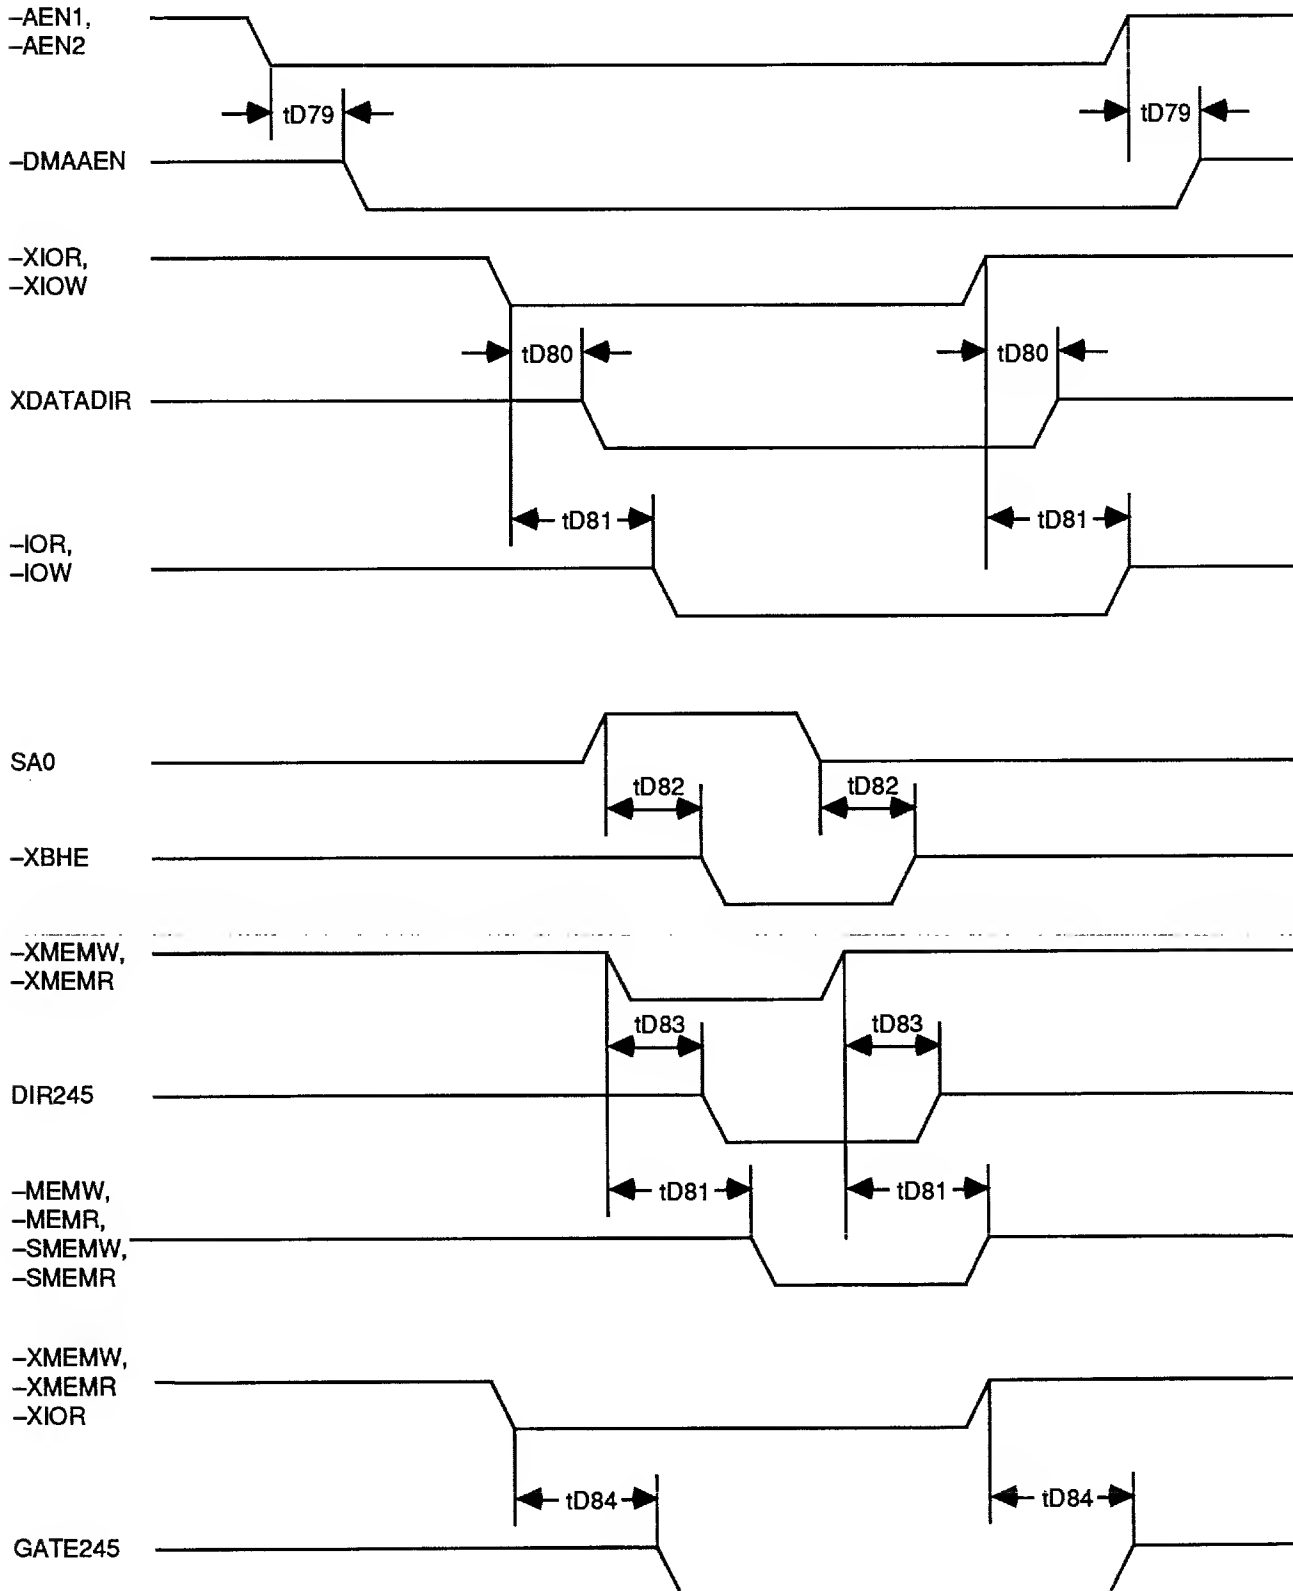 –AEN1,
–AEN2
tD79
tD79
–DMAAEN
–XIOR,
–XIOW
tD80
tD80
XDATADIR
tD81
tD81
–IOR,
–IOW
SA0
tD82
tD82
–XBHE
–XMEMW,
–XMEMR
tD83
tD83
DIR245
–MEMW,
–MEMR,
–SMEMW,
–SMEMR
tD81
tD81
–XMEMW,
–XMEMR
–XIOR
tD84
tD84
GATE245